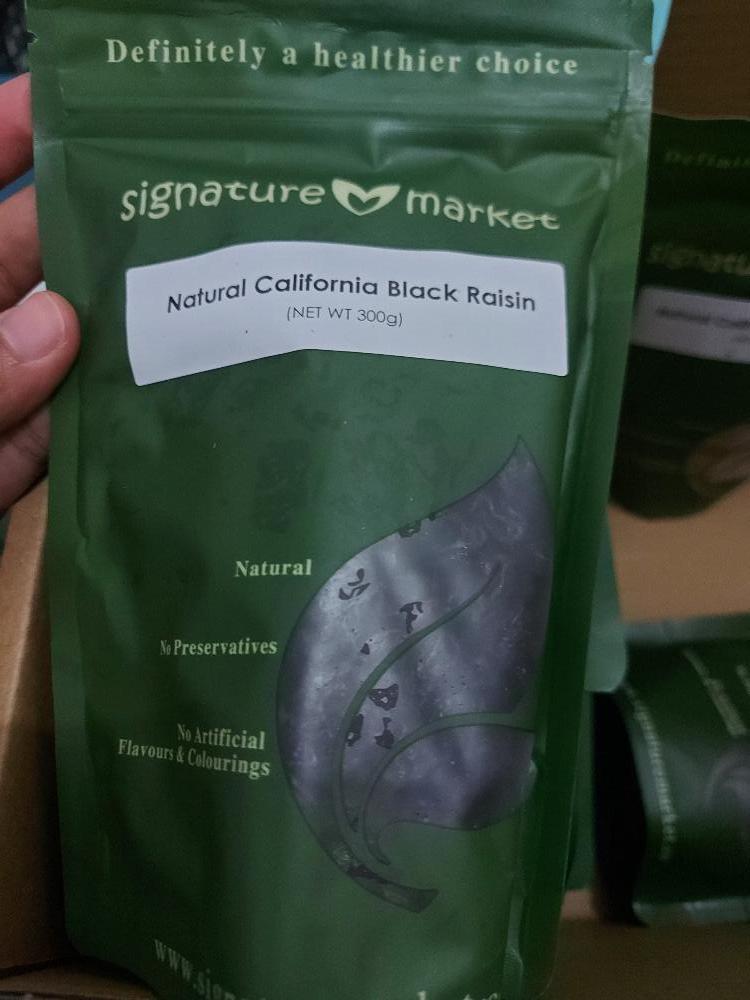 Definitely a healthier choice
signature market
Natural California Black Raisin
(NET WT 300g)
Natural
No Preservatives
No Artificial
Flavours & Colourings